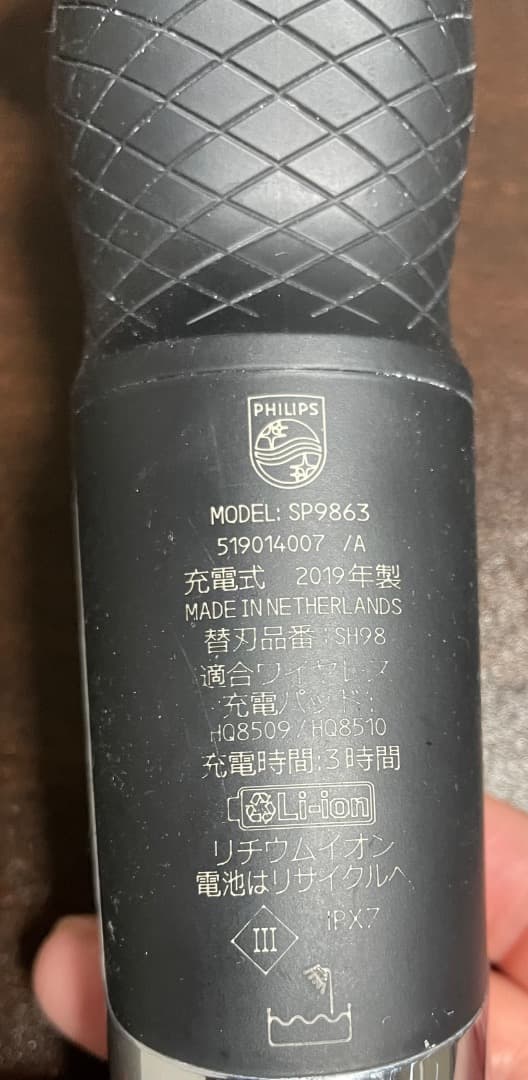 PHILIPS
MODEL: SP9863
519014007 /A
充電式 2019年製
MADE IN NETHERLANDS
替刃品番:SH98
適合ワイヤレス
充電パッド:
HQ8509/HQ8510
充電時間:3時間
Li-ion
リチウムイオン
電池はリサイクルへ
III
iPX7